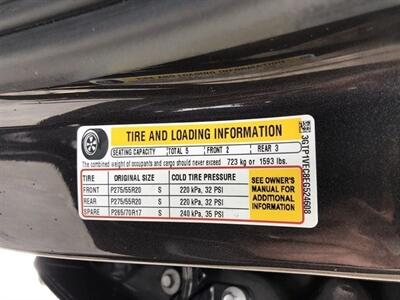 TIRE AND LOADING INFORMATION
SEATING CAPACITY TOTAL 5 FRONT 2 REAR 3
The combined weight of occupants and cargo should never exceed 723 kg or 1593 lbs.
TIRE ORIGINAL SIZE COLD TIRE PRESSURE
FRONT P275/55R20 S 220 kPa, 32 PSI
REAR P275/55R20 S 220 kPa, 32 PSI
SPARE P265/70R17 S 240 kPa, 35 PSI
SEE OWNER'S
MANUAL FOR
ADDITIONAL
INFORMATION
3GTP1VEC8EG524608